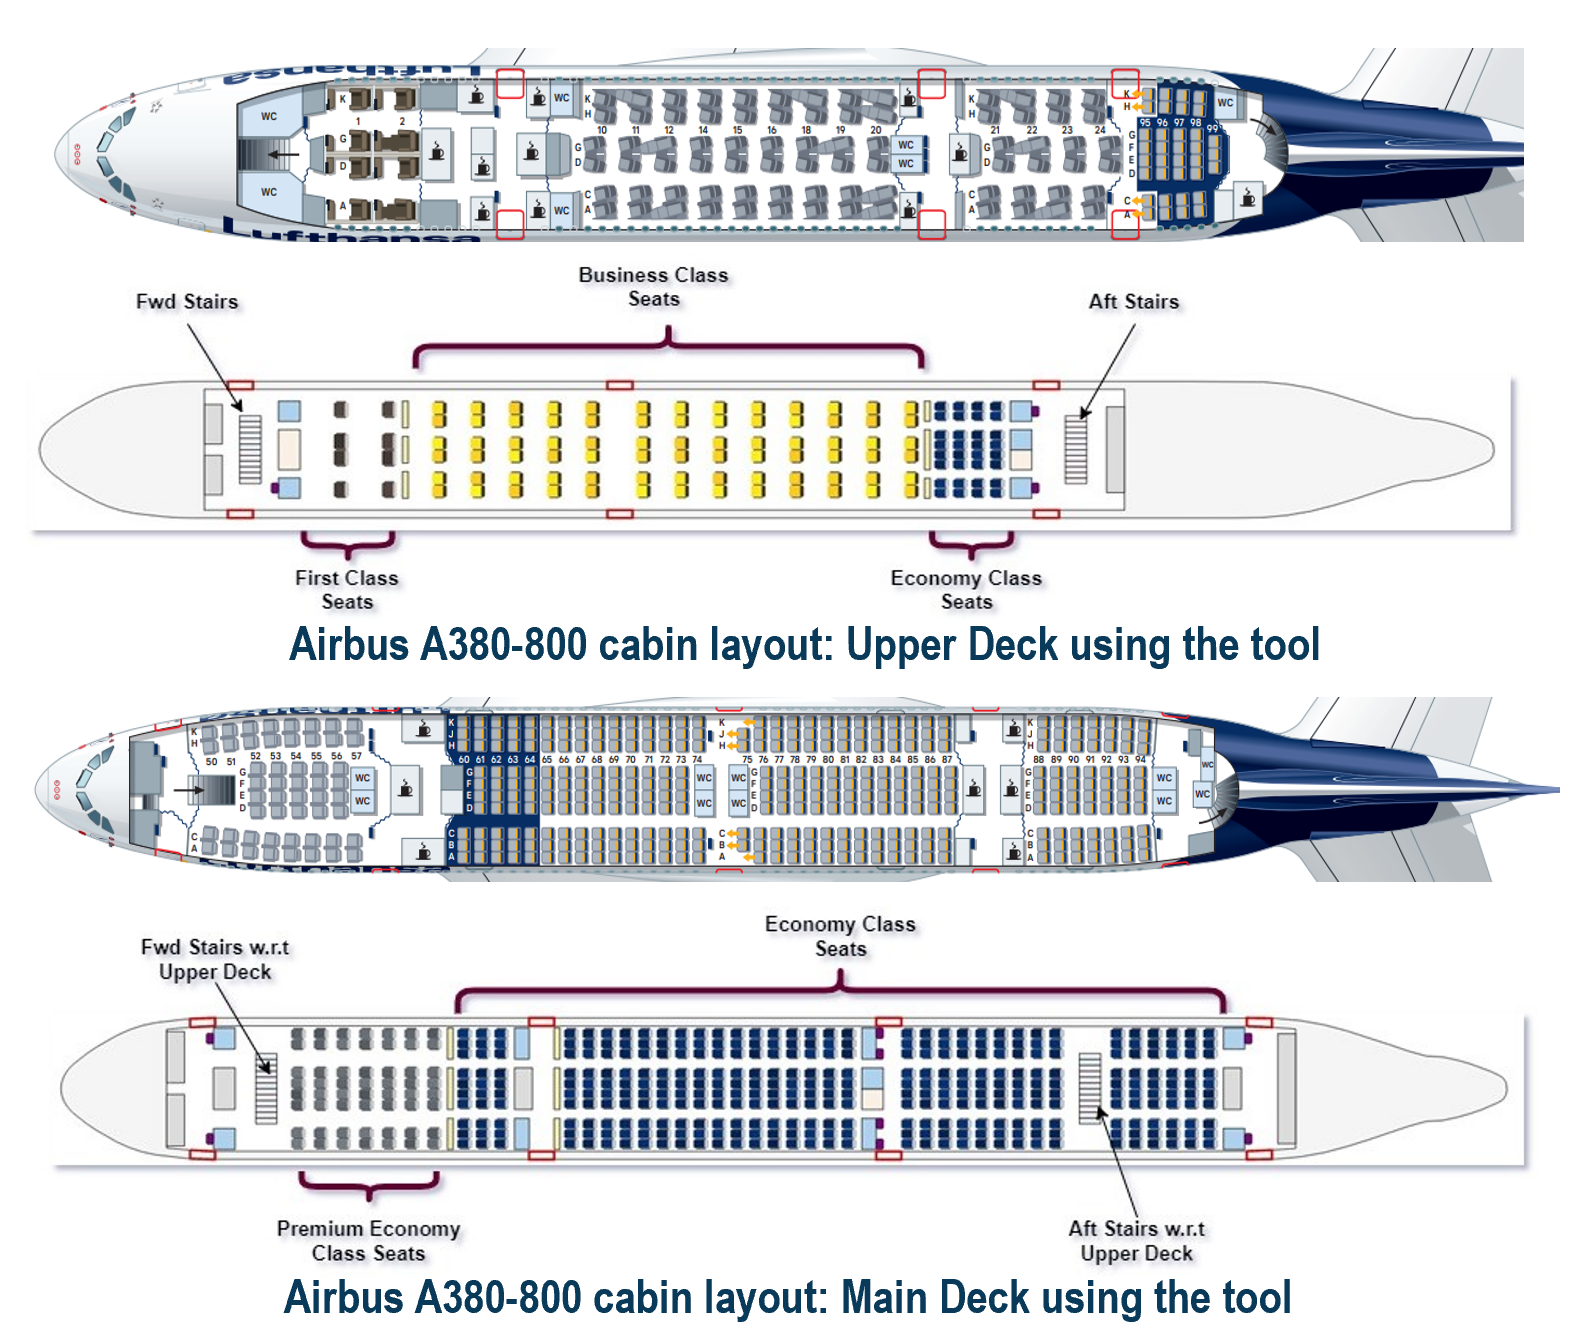 Lufthansa
WC
WC
K
G
D
A
1
2
WC
WC
K
H
G
D
C
A
10
11
12
14
15
16
18
19
20
WC
WC
K
H
G
D
C
A
21
22
23
24
K
H
G
F
E
D
C
A
95
96
97
98
99
WC
Lufthansa
Business Class
Seats
Fwd Stairs
Aft Stairs
First Class
Seats
Economy Class
Seats
Airbus A380-800 cabin layout: Upper Deck using the tool
K
H
50
51
52
53
54
55
56
57
G
F
E
D
C
A
WC
WC
K
J
H
60
61
62
63
64
65
66
67
68
69
70
71
72
73
74
G
F
E
D
C
B
A
WC
WC
K
J
H
75
76
77
78
79
80
81
82
83
84
85
86
87
WC
WC
G
F
E
D
C
B
A
K
J
H
88
89
90
91
92
93
94
G
F
E
D
C
B
A
WC
WC
WC
WC
Economy Class
Seats
Fwd Stairs w.r.t
Upper Deck
Premium Economy
Class Seats
Aft Stairs w.r.t
Upper Deck
Airbus A380-800 cabin layout: Main Deck using the tool